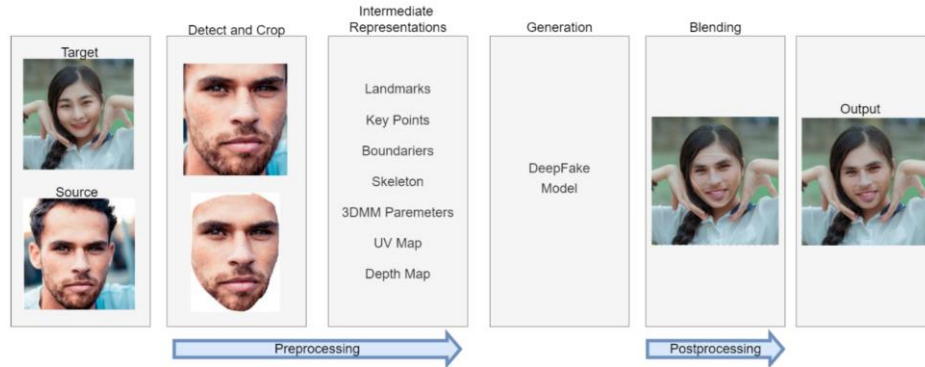 Intermediate
Representations
Detect and Crop
Generation
Blending
Target
Source
Landmarks
Key Points
Boundariers
Skeleton
3DMM Paremeters
UV Map
Depth Map
DeepFake
Model
Output
Preprocessing
Postprocessing